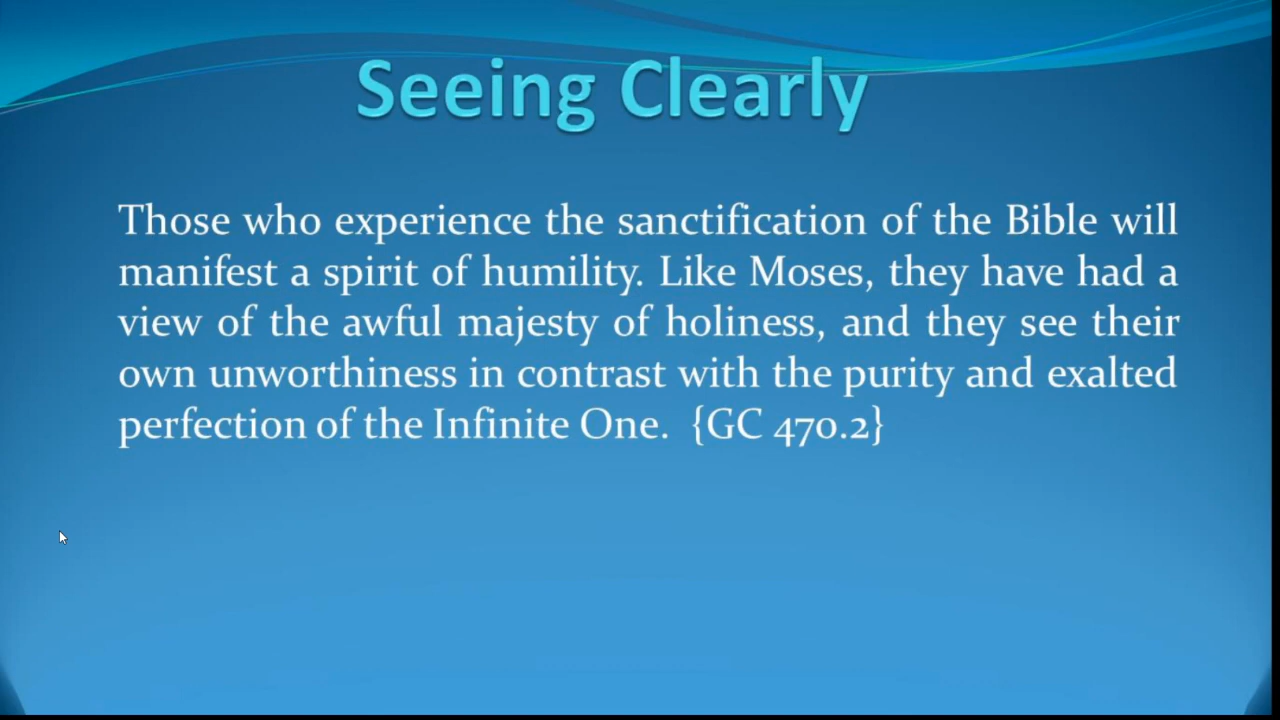 Seeing Clearly
Those who experience the sanctification of the Bible will
manifest a spirit of humility. Like Moses, they have had a
view of the awful majesty of holiness, and they see their
own unworthiness in contrast with the purity and exalted
perfection of the Infinite One. {GC 470.2}